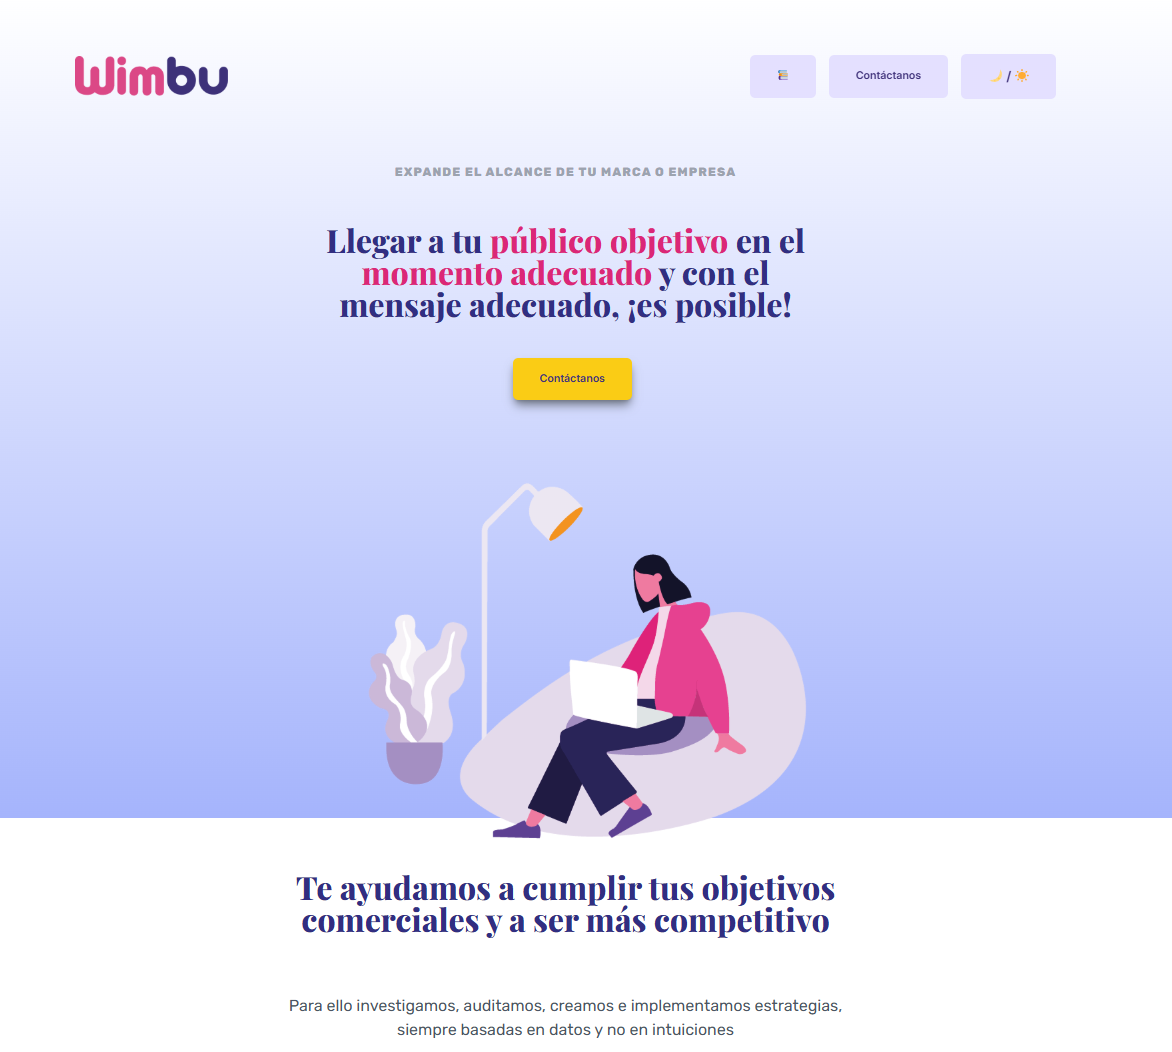 Wimbu
Contáctanos
🌙 / ☀️
EXPANDE EL ALCANCE DE TU MARCA O EMPRESA
Llegar a tu público objetivo en el
momento adecuado y con el
mensaje adecuado, ¡es posible!
Contáctanos
Te ayudamos a cumplir tus objetivos
comerciales y a ser más competitivo
Para ello investigamos, auditamos, creamos e implementamos estrategias,
siempre basadas en datos y no en intuiciones